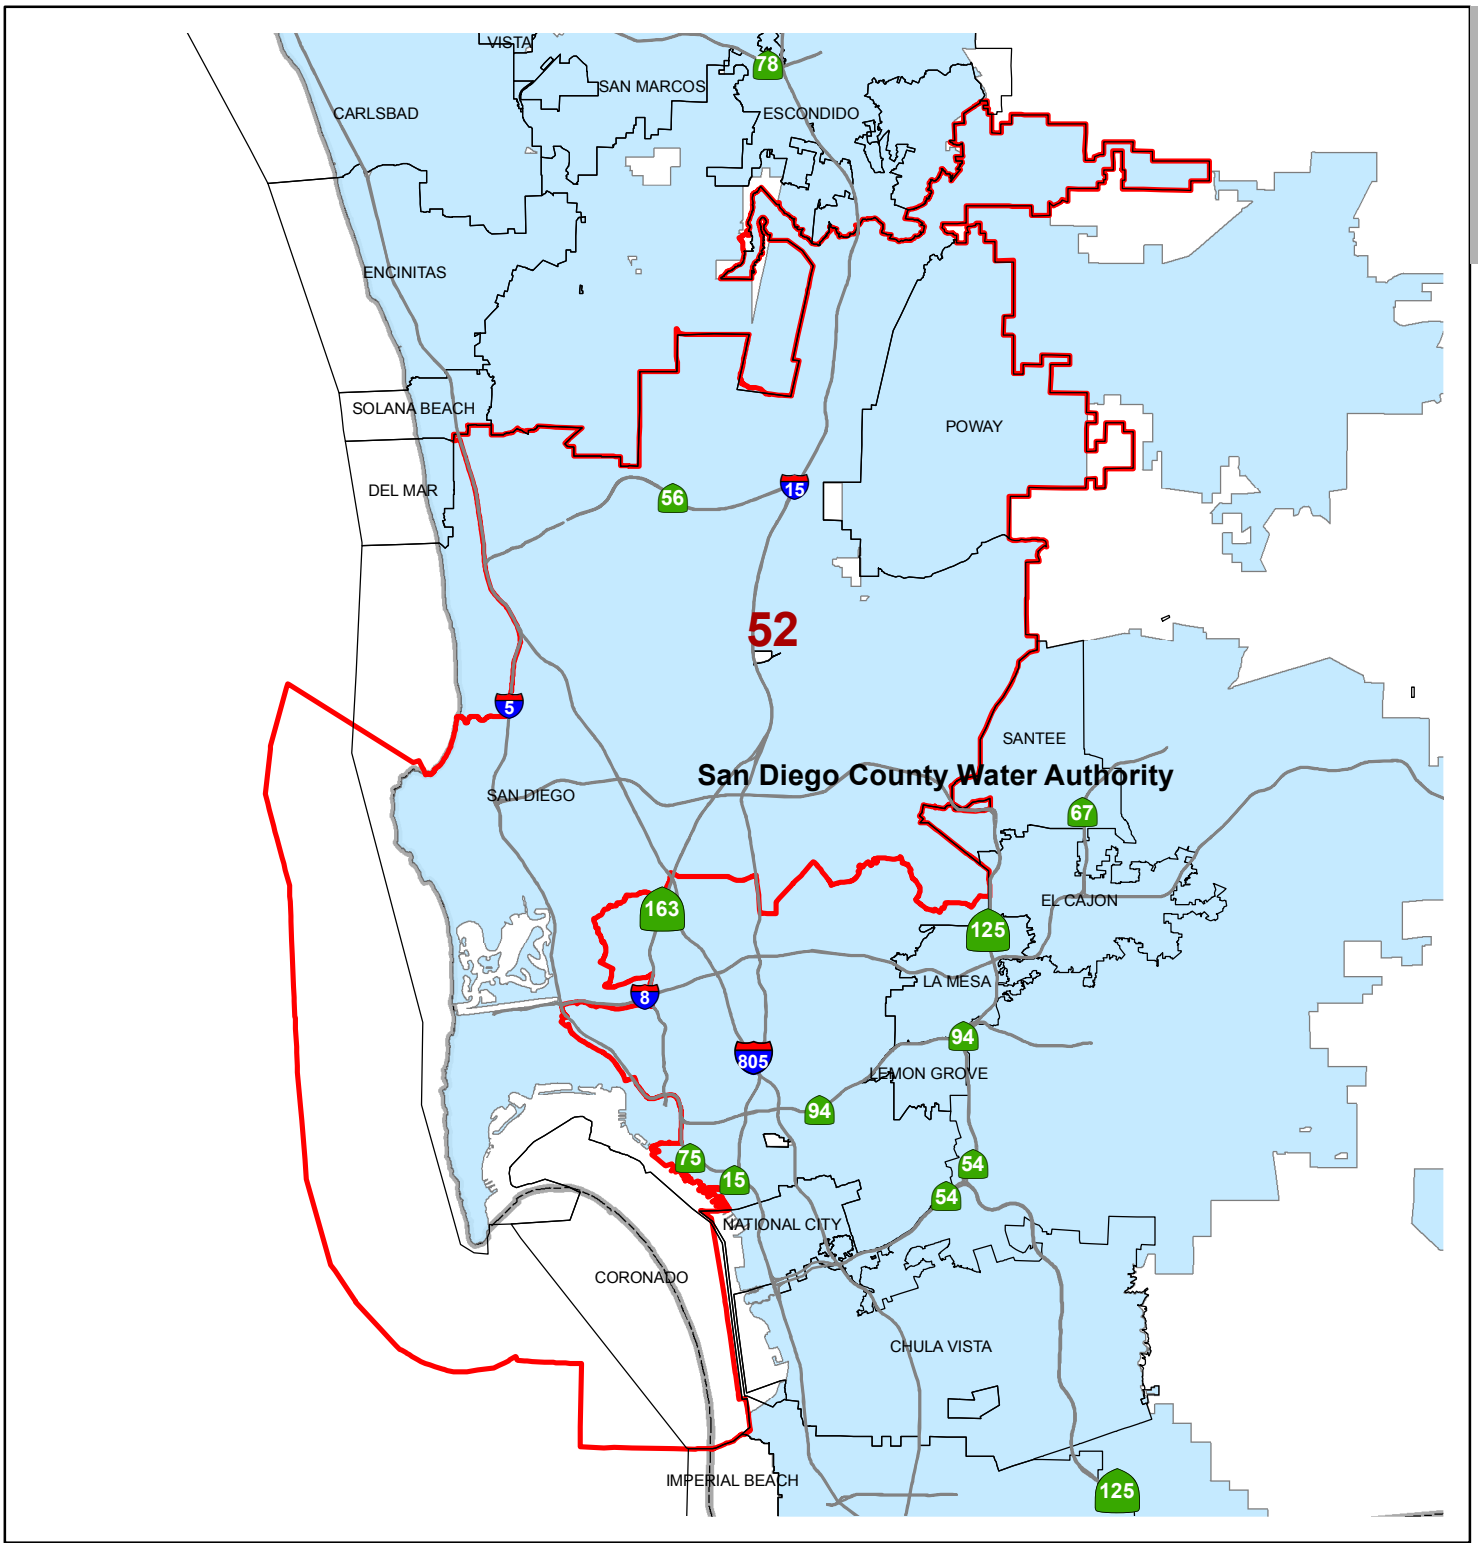 VISTA
78
SAN MARCOS
CARLSBAD
ESCONDIDO
ENCINITAS
SOLANA BEACH
POWAY
DEL MAR
56
15
52
5
SANTEE
San Diego County Water Authority
SAN DIEGO
67
EL CAJON
163
125
LA MESA
8
94
805
LEMON GROVE
94
75
54
15
54
NATIONAL CITY
CORONADO
CHULA VISTA
IMPERIAL BEACH
125